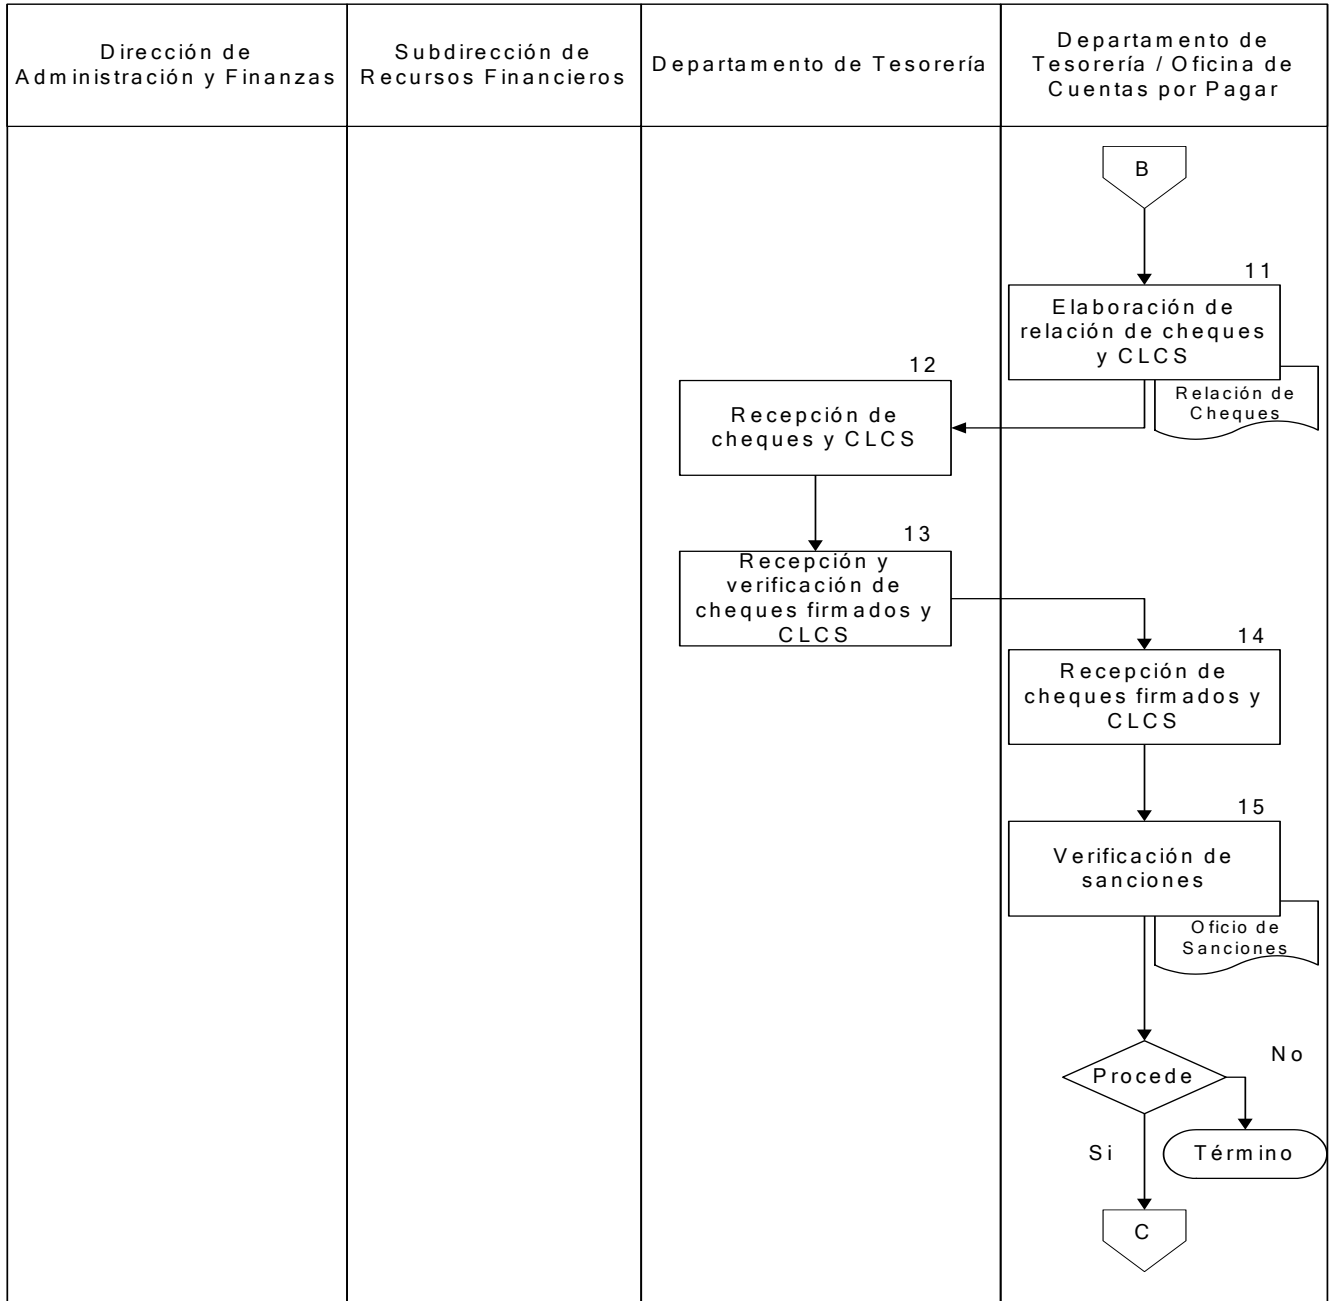 Dirección de
Administración y Finanzas
Subdirección de
Recursos Financieros
Departamento de Tesorería
Departamento de
Tesorería / Oficina de
Cuentas por Pagar
B
11
Elaboración de
relación de cheques
y CLCS
Relación de
Cheques
12
Recepción de
cheques y CLCS
13
Recepción y
verificación de
cheques firmados y
CLCS
14
Recepción de
cheques firmados y
CLCS
15
Verificación de
sanciones
Oficio de
Sanciones
Procede
No
Si
Término
C